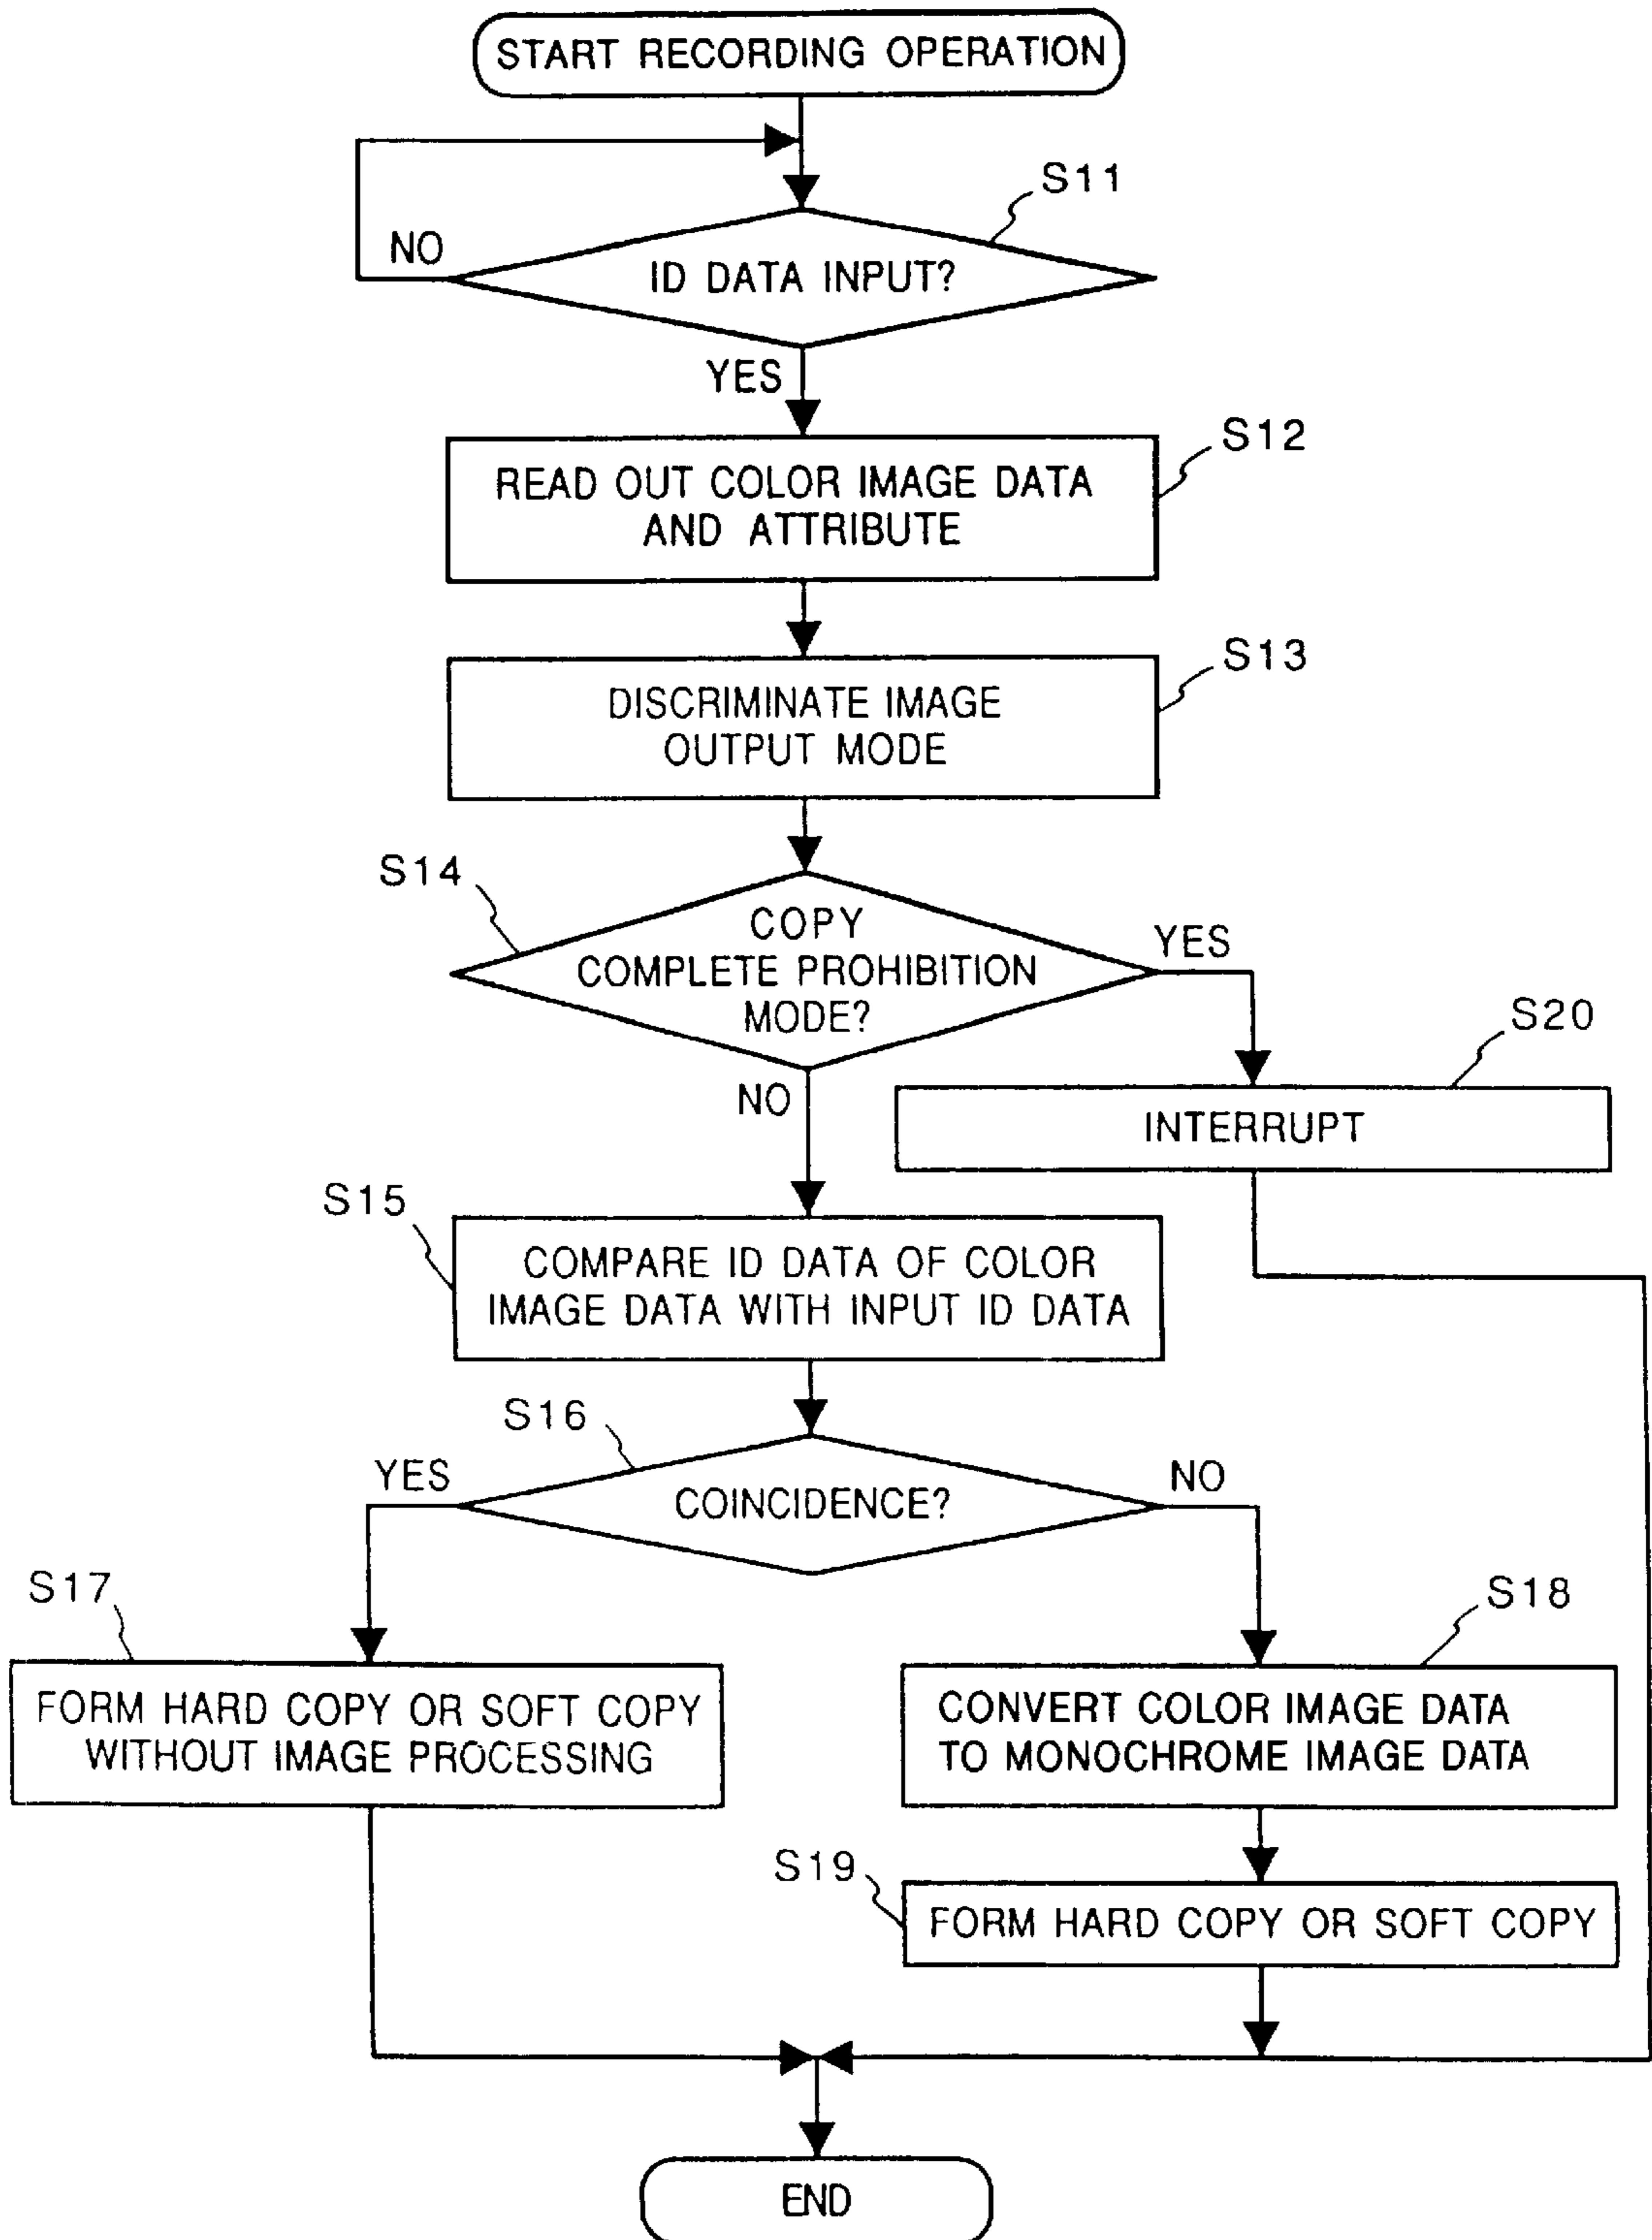 START RECORDING OPERATION
S11
NO
ID DATA INPUT?
YES
S12
READ OUT COLOR IMAGE DATA
AND ATTRIBUTE
S13
DISCRIMINATE IMAGE
OUTPUT MODE
S14
COPY
COMPLETE PROHIBITION
MODE?
YES
NO
S20
INTERRUPT
S15
COMPARE ID DATA OF COLOR
IMAGE DATA WITH INPUT ID DATA
S16
YES
NO
COINCIDENCE?
S17
FORM HARD COPY OR SOFT COPY
WITHOUT IMAGE PROCESSING
S18
CONVERT COLOR IMAGE DATA
TO MONOCHROME IMAGE DATA
S19
FORM HARD COPY OR SOFT COPY
END